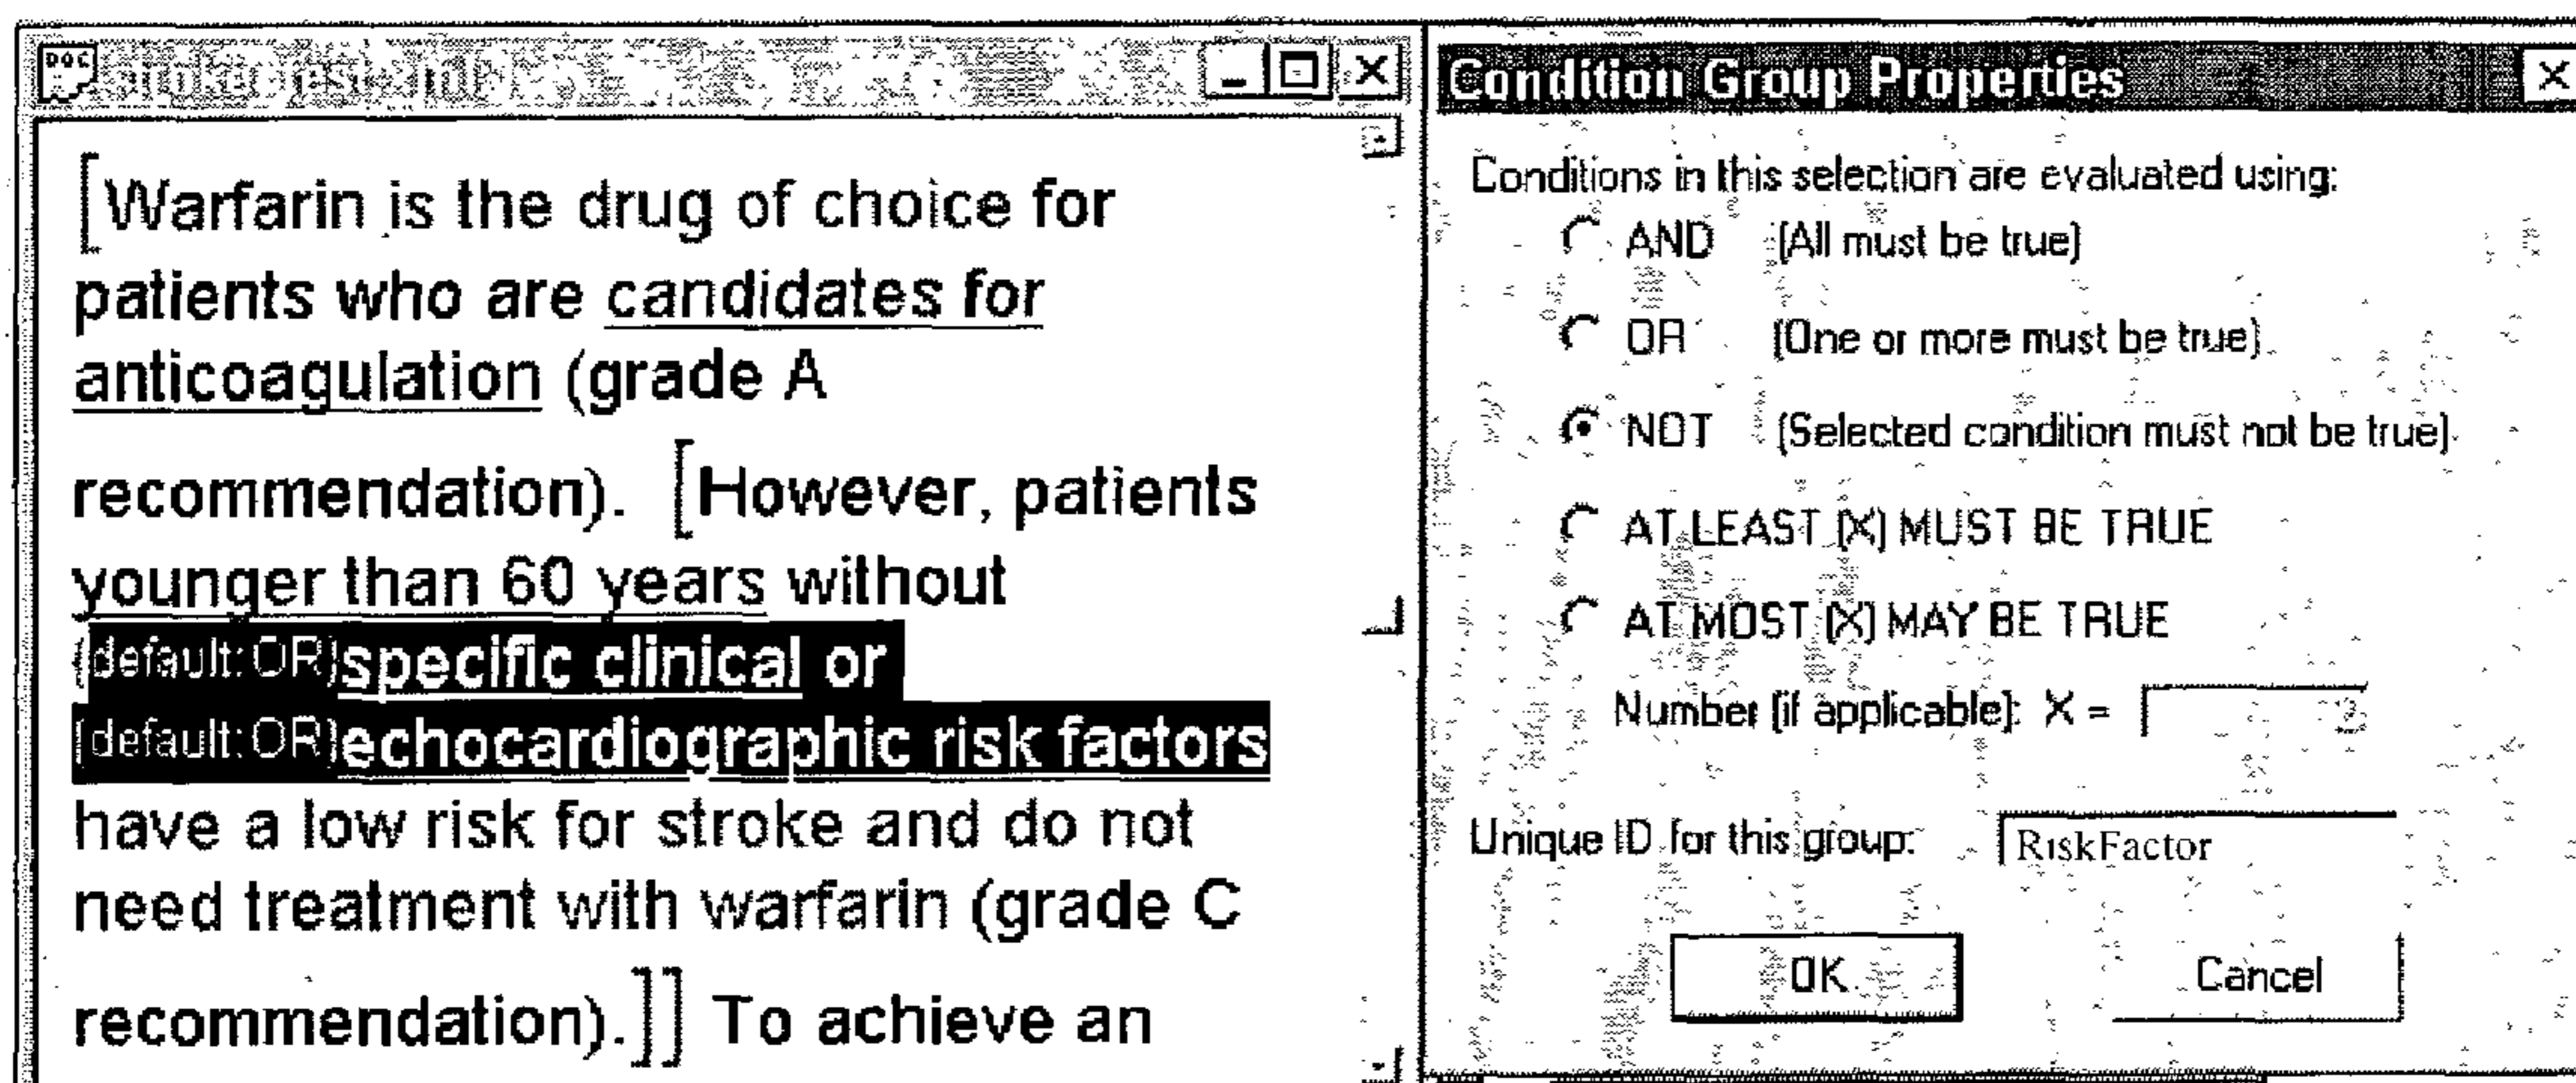 [Warfarin is the drug of choice for
patients who are candidates for
anticoagulation (grade A
recommendation). [However, patients
younger than 60 years without
(default:OR)specific clinical or
(default:OR)echocardiographic risk factors
have a low risk for stroke and do not
need treatment with warfarin (grade C
recommendation).]] To achieve an
Condition Group Properties
Conditions in this selection are evaluated using:
AND (All must be true)
OR (One or more must be true)
NOT (Selected condition must not be true)
AT LEAST (X) MUST BE TRUE
AT MOST (X) MAY BE TRUE
Number (if applicable): X =
Unique ID for this group: RiskFactor
OK Cancel